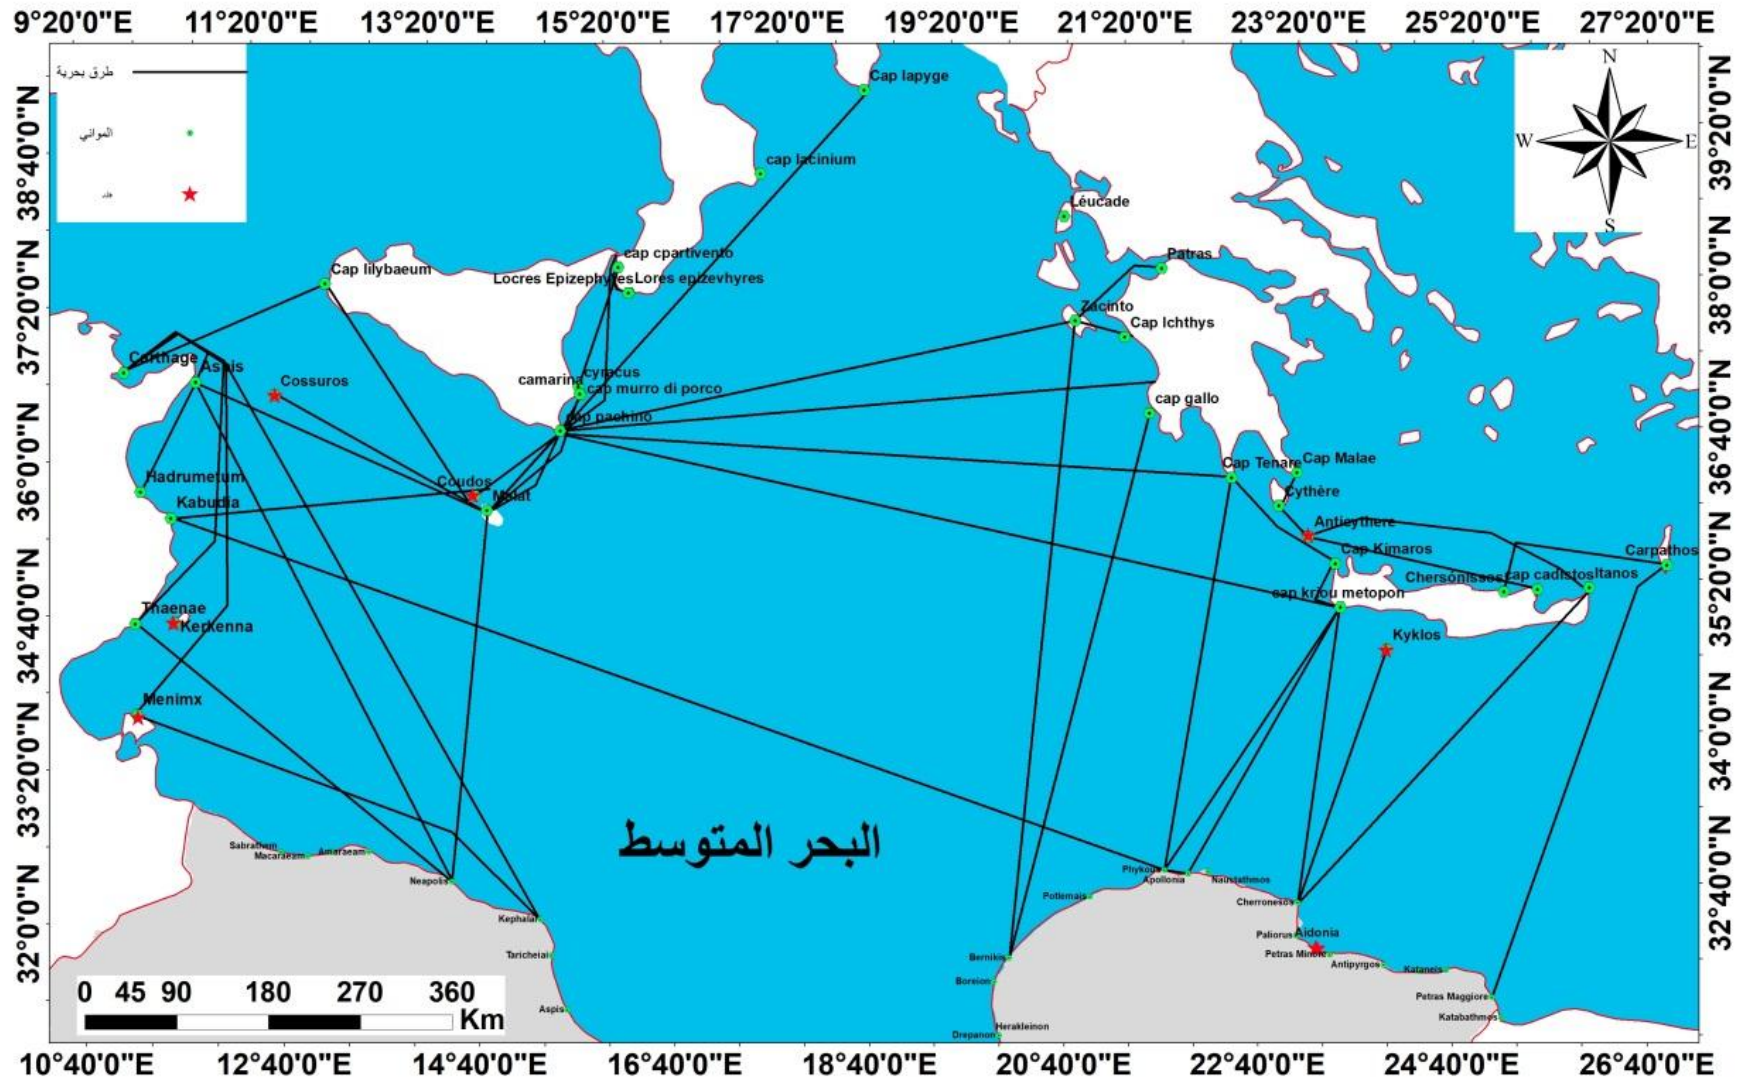 9°20'0"E 11°20'0"E 13°20'0"E 15°20'0"E 17°20'0"E 19°20'0"E 21°20'0"E 23°20'0"E 25°20'0"E 27°20'0"E
طرق بحرية
المواني
N
W E
S
Cap Iapyge
cap lacinium
Léucade
cap cpartivento
Patras
Cap lilybaeum
Locres Epizephyres Lores epizevhyres
Zacinto
Cap Ichthys
Carthage
Aspis
Cossuros
cyracus
camarina
cap murro di porco
cap pachino
cap gallo
Cap Tenare
Cap Malae
Hadrumetum
Coudos
Melat
Cythère
Kabudia
Anticythere
Cap Kimaros
Carpathos
Chersónissos cap cadistos Itanos
cap kriou metopon
Thaenae
Kerkenna
Kyklos
Menimx
البحر المتوسط
Sabrathem
Macaraeam
Amaraeam
Neapolis
Phykous
Apollonia
Naustathmos
Potlemais
Cherronesos
Kephalai
Paliorus
Aidonia
Taricheiai
Bernikis
Petras Minore
Antipyrgos
Kataneis
Boreion
Petras Maggiore
Aspis
Katabathmos
Herakleinon
Drepanon
0 45 90 180 270 360
Km
38°40'0"N
37°20'0"N
36°0'0"N
34°40'0"N
33°20'0"N
32°0'0"N
39°20'0"N
38°0'0"N
36°40'0"N
35°20'0"N
34°0'0"N
32°40'0"N
10°40'0"E 12°40'0"E 14°40'0"E 16°40'0"E 18°40'0"E 20°40'0"E 22°40'0"E 24°40'0"E 26°40'0"E